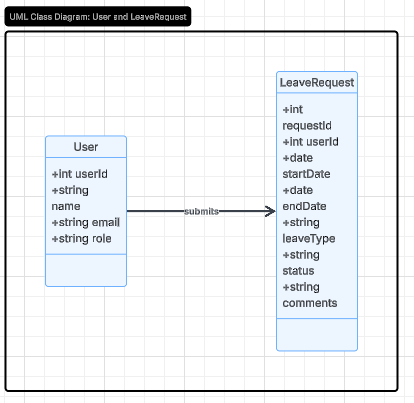 UML Class Diagram: User and LeaveRequest
User
+int userId
+string
name
+string email
+string role
submits
LeaveRequest
+int
requestId
+int userId
+date
startDate
+date
endDate
+string
leaveType
+string
status
+string
comments